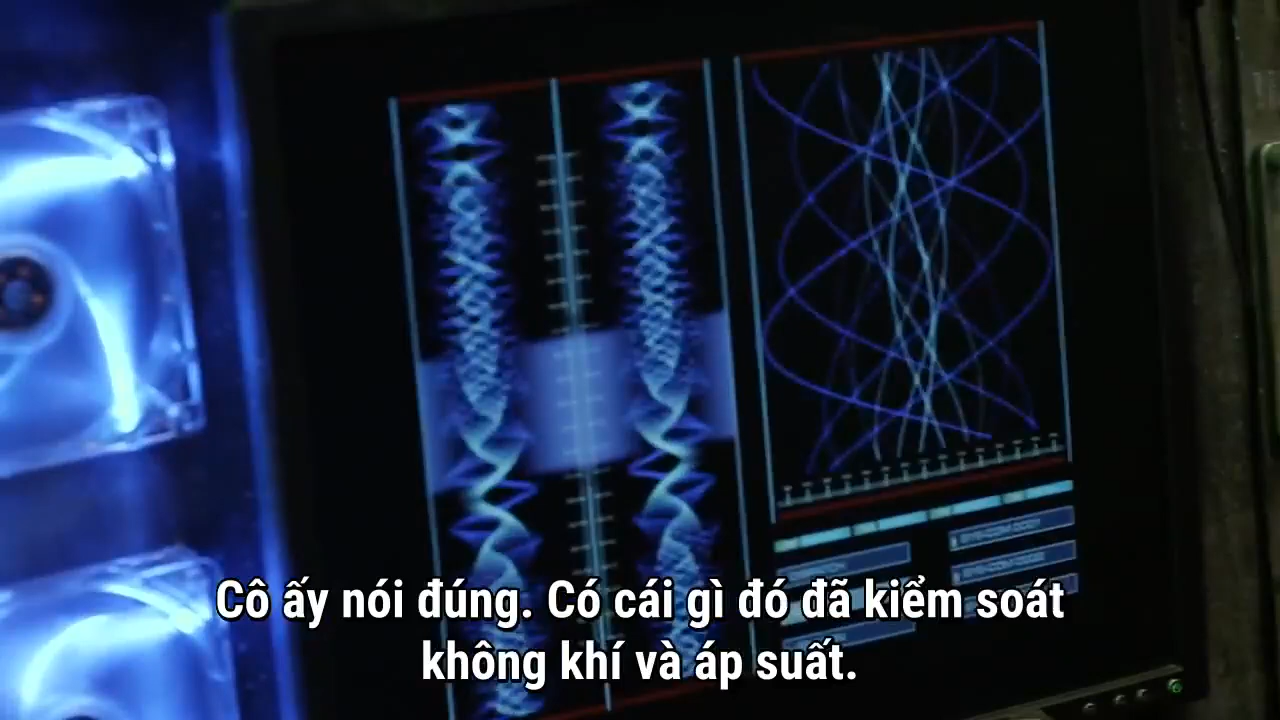 Cô ấy nói đúng. Có cái gì đó đã kiểm soát
không khí và áp suất.